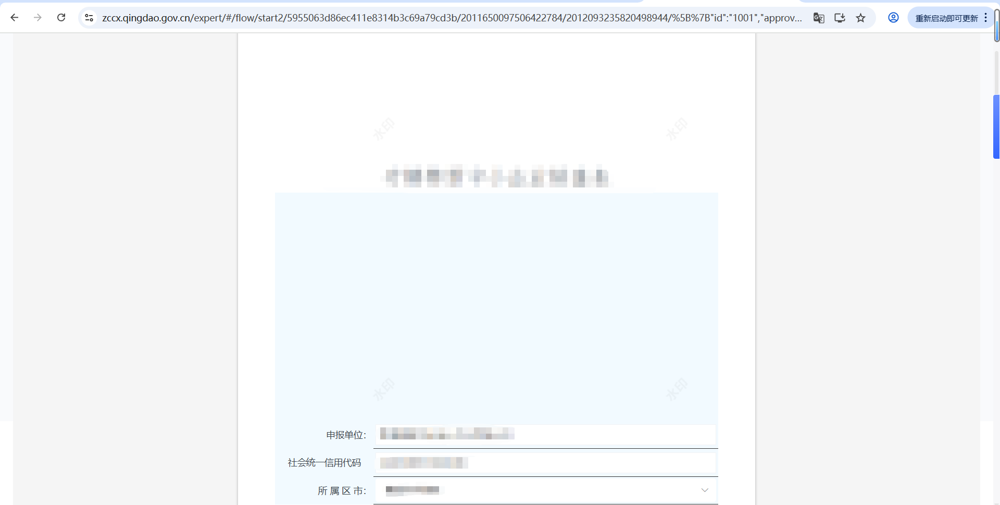 zccx.qingdao.gov.cn/expert/#/flow/start2/5955063d86ec411e8314b3c69a79cd3b/2011650097506422784/2012093235820498944/%5B%7B"id":"1001","approv...
重新启动即可更新
水印 水印
水印 水印
申报单位：
社会统一信用代码
所 属 区 市：